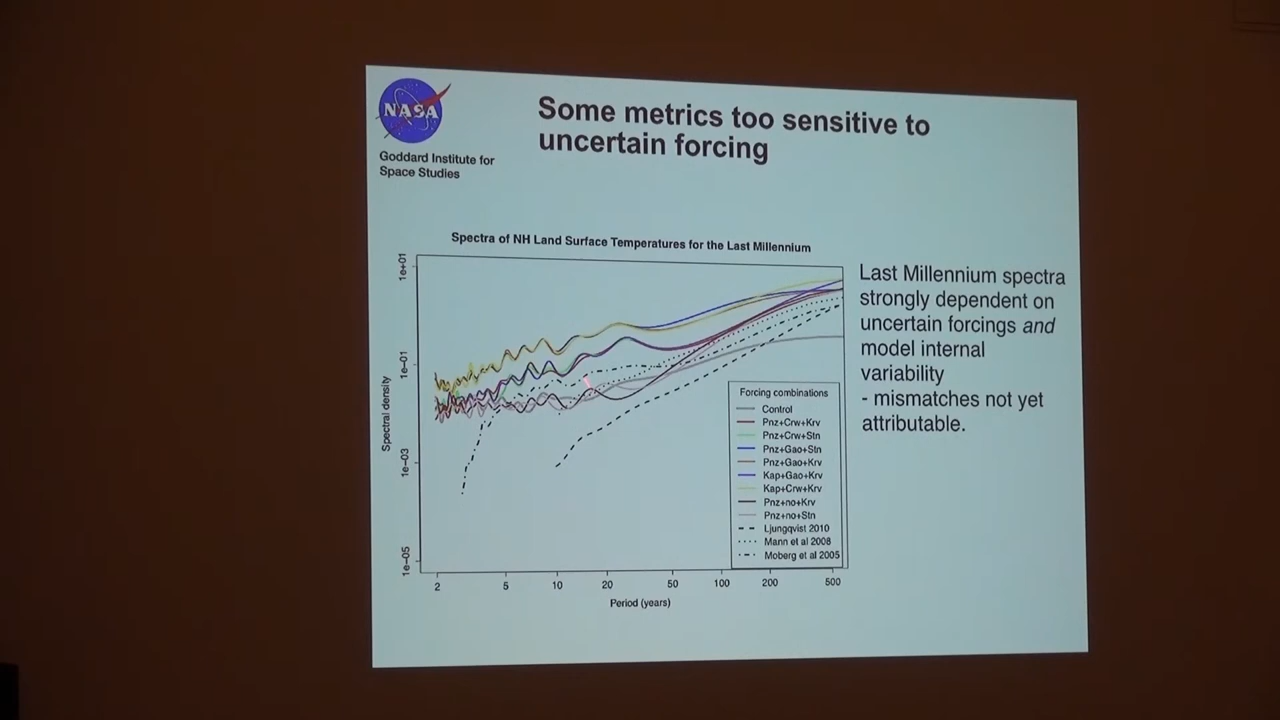 NASA
Goddard Institute for
Space Studies
Some metrics too sensitive to
uncertain forcing
Spectra of NH Land Surface Temperatures for the Last Millennium
Spectral density
1e+01
1e−01
1e−03
1e−05
2 5 10 20 50 100 200 500
Period (years)
Forcing combinations
Control
Pnz+Crw+Krv
Pnz+Crw+Stn
Pnz+Gao+Stn
Pnz+Gao+Krv
Kap+Gao+Krv
Kap+Crw+Krv
Pnz+no+Krv
Pnz+no+Stn
Ljungqvist 2010
Mann et al 2008
Moberg et al 2005
Last Millennium spectra
strongly dependent on
uncertain forcings and
model internal
variability
- mismatches not yet
attributable.